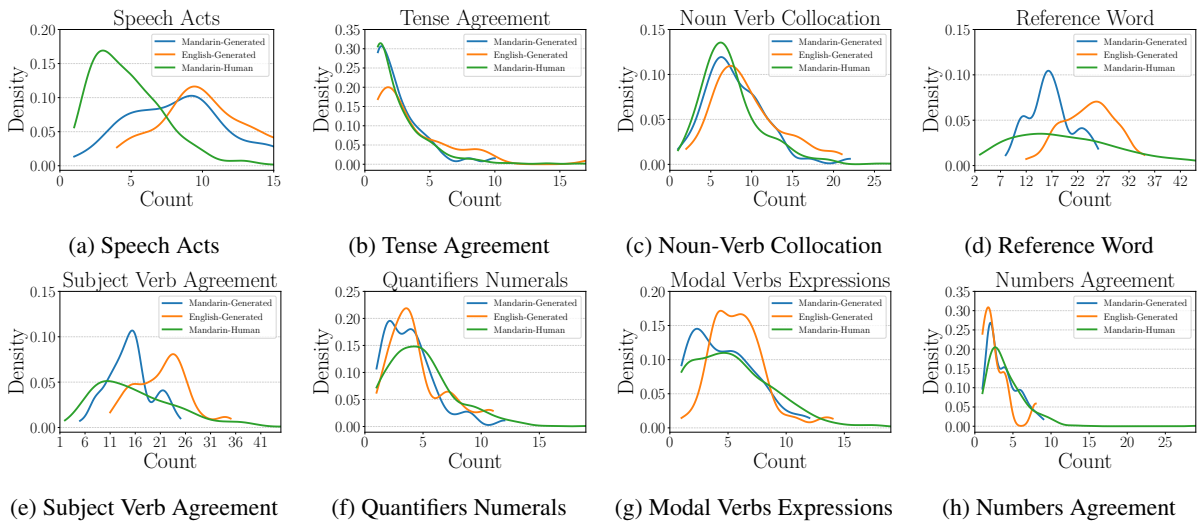 Speech Acts
Density
0.20
0.15
0.10
0.05
0.00
0 5 10 15
Count
Mandarin-Generated
English-Generated
Mandarin-Human
(a) Speech Acts
Tense Agreement
Density
0.35
0.30
0.25
0.20
0.15
0.10
0.05
0.00
0 5 10 15
Count
Mandarin-Generated
English-Generated
Mandarin-Human
(b) Tense Agreement
Noun Verb Collocation
Density
0.15
0.10
0.05
0.00
0 5 10 15 20 25
Count
Mandarin-Generated
English-Generated
Mandarin-Human
(c) Noun-Verb Collocation
Reference Word
Density
0.15
0.10
0.05
0.00
2 7 12 17 22 27 32 37 42
Count
Mandarin-Generated
English-Generated
Mandarin-Human
(d) Reference Word
Subject Verb Agreement
Density
0.15
0.10
0.05
0.00
1 6 11 16 21 26 31 36 41
Count
Mandarin-Generated
English-Generated
Mandarin-Human
(e) Subject Verb Agreement
Quantifiers Numerals
Density
0.25
0.20
0.15
0.10
0.05
0.00
0 5 10 15
Count
Mandarin-Generated
English-Generated
Mandarin-Human
(f) Quantifiers Numerals
Modal Verbs Expressions
Density
0.20
0.15
0.10
0.05
0.00
0 5 10 15
Count
Mandarin-Generated
English-Generated
Mandarin-Human
(g) Modal Verbs Expressions
Numbers Agreement
Density
0.35
0.30
0.25
0.20
0.15
0.10
0.05
0.00
0 5 10 15 20 25
Count
Mandarin-Generated
English-Generated
Mandarin-Human
(h) Numbers Agreement